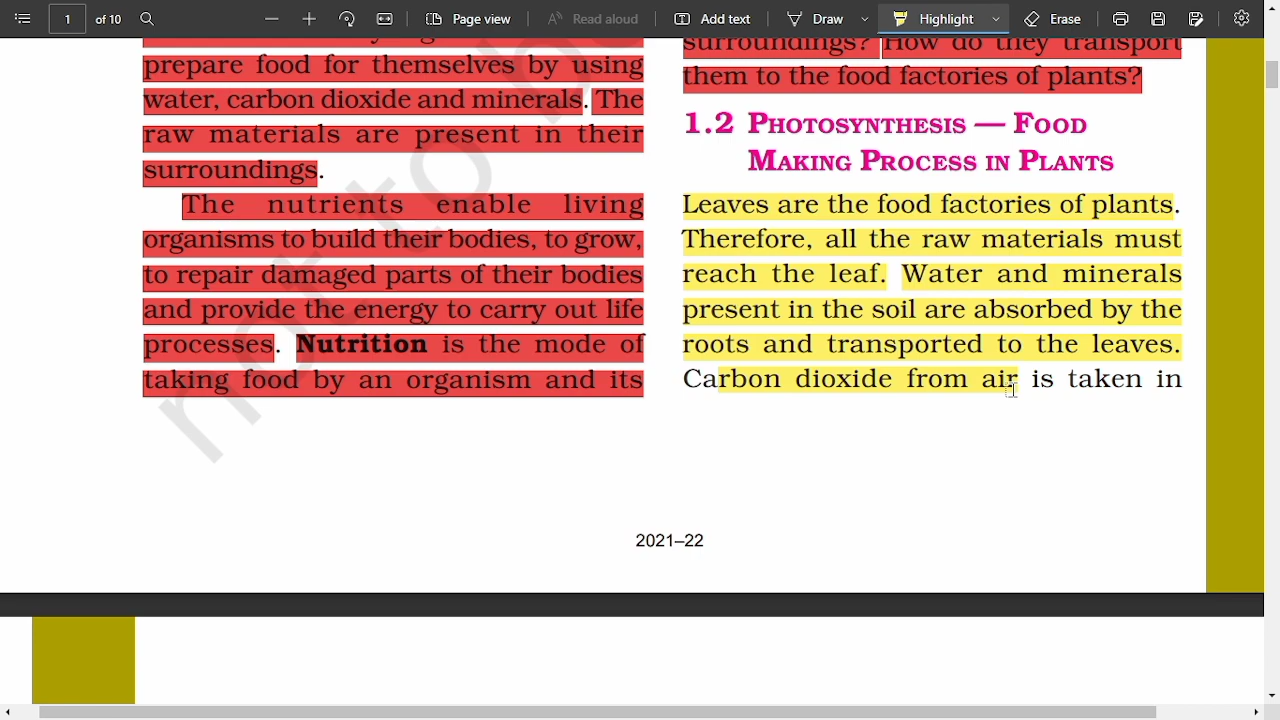 1
of 10
Page view
Read aloud
Add text
Draw
Highlight
Erase
prepare food for themselves by using
water, carbon dioxide and minerals. The
raw materials are present in their
surroundings.
The nutrients enable living
organisms to build their bodies, to grow,
to repair damaged parts of their bodies
and provide the energy to carry out life
processes. Nutrition is the mode of
taking food by an organism and its
surroundings? How do they transport
them to the food factories of plants?
1.2 PHOTOSYNTHESIS — FOOD
MAKING PROCESS IN PLANTS
Leaves are the food factories of plants.
Therefore, all the raw materials must
reach the leaf. Water and minerals
present in the soil are absorbed by the
roots and transported to the leaves.
Carbon dioxide from air is taken in
not to be
2021–22